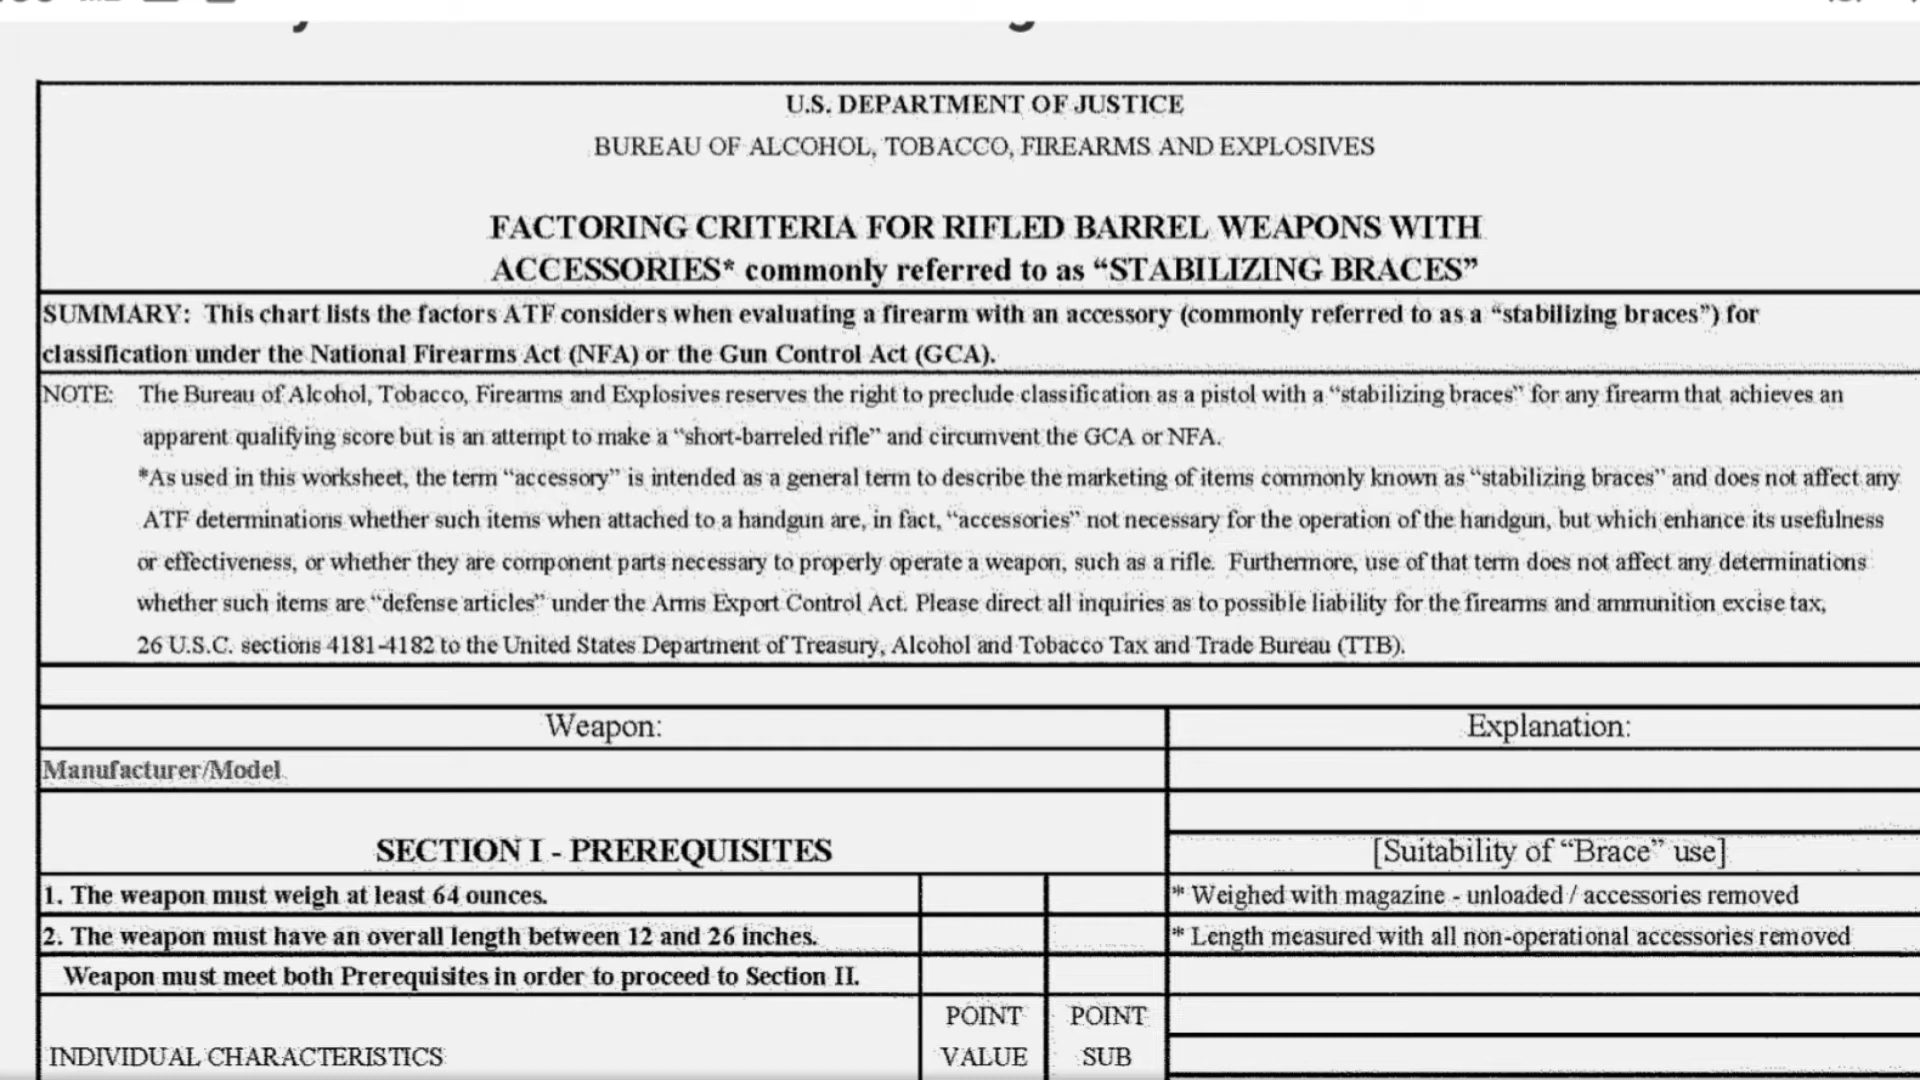 U.S. DEPARTMENT OF JUSTICE
BUREAU OF ALCOHOL, TOBACCO, FIREARMS AND EXPLOSIVES
FACTORING CRITERIA FOR RIFLED BARREL WEAPONS WITH
ACCESSORIES* commonly referred to as “STABILIZING BRACES”
SUMMARY: This chart lists the factors ATF considers when evaluating a firearm with an accessory (commonly referred to as a “stabilizing braces”) for
classification under the National Firearms Act (NFA) or the Gun Control Act (GCA).
NOTE: The Bureau of Alcohol, Tobacco, Firearms and Explosives reserves the right to preclude classification as a pistol with a “stabilizing braces” for any firearm that achieves an
apparent qualifying score but is an attempt to make a “short-barreled rifle” and circumvent the GCA or NFA.
*As used in this worksheet, the term “accessory” is intended as a general term to describe the marketing of items commonly known as “stabilizing braces” and does not affect any
ATF determinations whether such items when attached to a handgun are, in fact, “accessories” not necessary for the operation of the handgun, but which enhance its usefulness
or effectiveness, or whether they are component parts necessary to properly operate a weapon, such as a rifle. Furthermore, use of that term does not affect any determinations
whether such items are “defense articles” under the Arms Export Control Act. Please direct all inquiries as to possible liability for the firearms and ammunition excise tax,
26 U.S.C. sections 4181-4182 to the United States Department of Treasury, Alcohol and Tobacco Tax and Trade Bureau (TTB).
Weapon: Explanation:
Manufacturer/Model
SECTION I - PREREQUISITES [Suitability of “Brace” use]
1. The weapon must weigh at least 64 ounces. * Weighed with magazine - unloaded / accessories removed
2. The weapon must have an overall length between 12 and 26 inches. * Length measured with all non-operational accessories removed
Weapon must meet both Prerequisites in order to proceed to Section II.
POINT POINT
INDIVIDUAL CHARACTERISTICS VALUE SUB